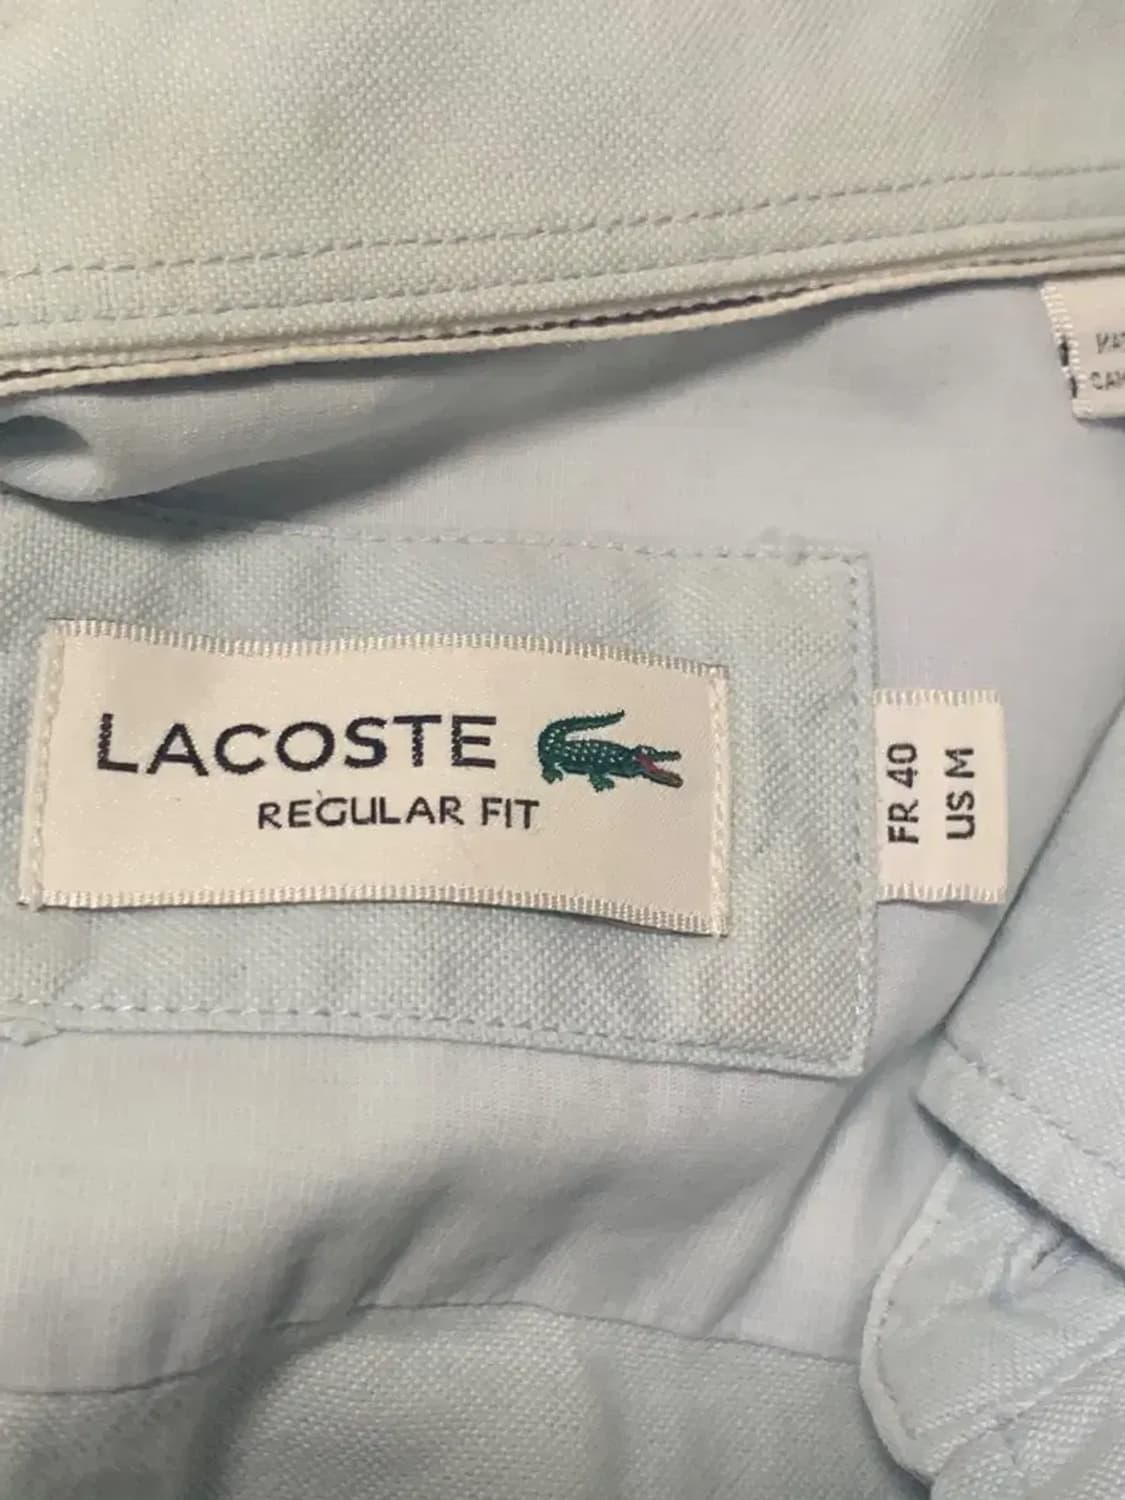 LACOSTE
REGULAR FIT
FR 40
US M